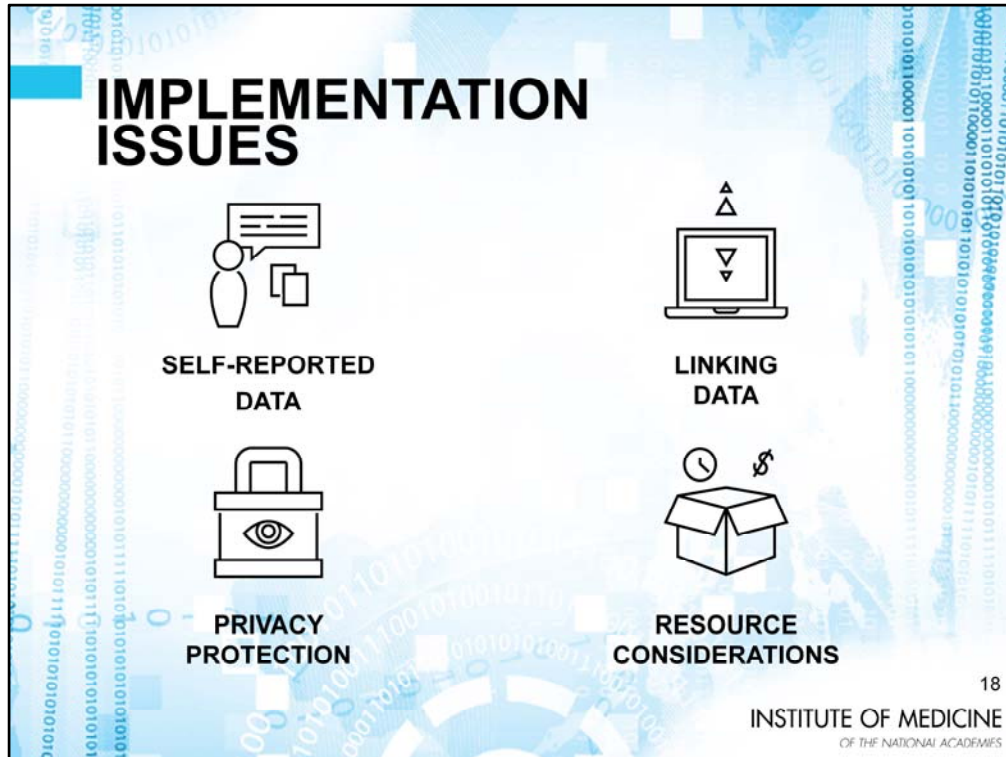 IMPLEMENTATION
ISSUES
SELF-REPORTED
DATA
LINKING
DATA
$
PRIVACY
PROTECTION
RESOURCE
CONSIDERATIONS
18
INSTITUTE OF MEDICINE
OF THE NATIONAL ACADEMIES